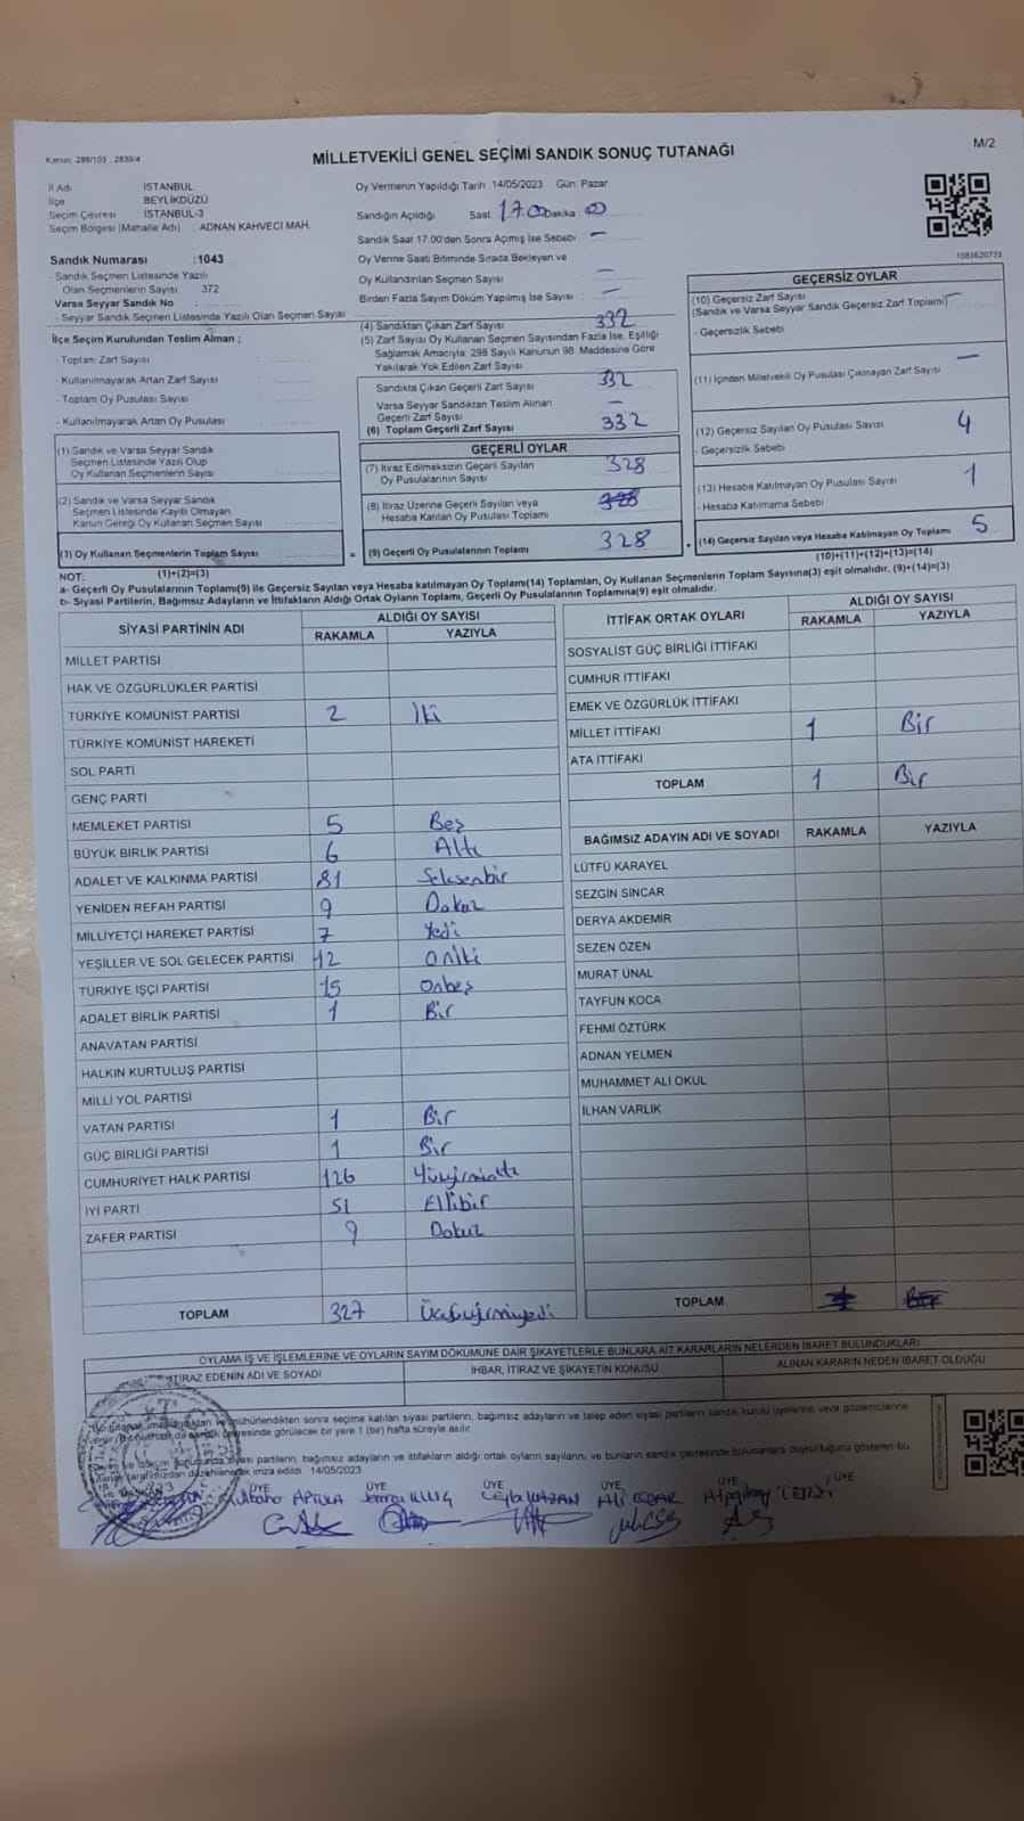 Kanun: 298/103 - 2839/4
MİLLETVEKİLİ GENEL SEÇİMİ SANDIK SONUÇ TUTANAĞI
M/2
İl Adı İSTANBUL
İlçe BEYLİKDÜZÜ
Seçim Çevresi İSTANBUL-3
Seçim Bölgesi (Mahalle Adı) : ADNAN KAHVECİ MAH.
Oy Vermenin Yapıldığı Tarih :14/05/2023 Gün: Pazar
Sandığın Açıldığı Saat: 17.00 Dakika: 00
Sandık Saat 17.00'den Sonra Açılmış İse Sebebi : —
Sandık Numarası :1043
- Sandık Seçmen Listesinde Yazılı
Olan Seçmenlerin Sayısı 372
Varsa Seyyar Sandık No
- Seyyar Sandık Seçmen Listesinde Yazılı Olan Seçmen Sayısı
Oy Verme Saati Bitiminde Sırada Bekleyen ve
Oy Kullandırılan Seçmen Sayısı —
Birden Fazla Sayım Döküm Yapılmış İse Sayısı —
İlçe Seçim Kurulundan Teslim Alınan :
- Toplam Zarf Sayısı
- Kullanılmayarak Artan Zarf Sayısı
- Toplam Oy Pusulası Sayısı
- Kullanılmayarak Artan Oy Pusulası
(1) Sandık ve Varsa Seyyar Sandık
Seçmen Listesinde Yazılı Olup
Oy Kullanan Seçmenlerin Sayısı
(2) Sandık ve Varsa Seyyar Sandık
Seçmen Listesinde Kayıtlı Olmayan
Kanun Gereği Oy Kullanan Seçmen Sayısı
(3) Oy Kullanan Seçmenlerin Toplam Sayısı
(1)+(2)=(3)
(4) Sandıktan Çıkan Zarf Sayısı 332
(5) Zarf Sayısı Oy Kullanan Seçmen Sayısından Fazla İse, Eşitliği
Sağlamak Amacıyla, 298 Sayılı Kanunun 98. Maddesine Göre
Yakılarak Yok Edilen Zarf Sayısı
Sandıkta Çıkan Geçerli Zarf Sayısı 332
Varsa Seyyar Sandıktan Teslim Alınan
Geçerli Zarf Sayısı —
(6) Toplam Geçerli Zarf Sayısı 332
GEÇERLİ OYLAR
(7) İtiraz Edilmeksizin Geçerli Sayılan
Oy Pusulalarının Sayısı 328
(8) İtiraz Üzerine Geçerli Sayılan veya
Hesaba Katılan Oy Pusulası Toplamı
= (9) Geçerli Oy Pusulalarının Toplamı 328
GEÇERSİZ OYLAR
(10) Geçersiz Zarf Sayısı
(Sandık ve Varsa Seyyar Sandık Geçersiz Zarf Toplamı) —
- Geçersizlik Sebebi
(11) İçinden Milletvekili Oy Pusulası Çıkmayan Zarf Sayısı —
(12) Geçersiz Sayılan Oy Pusulası Sayısı 4
- Geçersizlik Sebebi
(13) Hesaba Katılmayan Oy Pusulası Sayısı 1
- Hesaba Katılmama Sebebi
+ (14) Geçersiz Sayılan veya Hesaba Katılmayan Oy Toplamı 5
(10)+(11)+(12)+(13)=(14)
NOT:
a- Geçerli Oy Pusulalarının Toplamı(9) ile Geçersiz Sayılan veya Hesaba katılmayan Oy Toplamı(14) Toplamları, Oy Kullanan Seçmenlerin Toplam Sayısına(3) eşit olmalıdır. (9)+(14)=(3)
b- Siyasi Partilerin, Bağımsız Adayların ve İttifakların Aldığı Ortak Oyların Toplamı, Geçerli Oy Pusulalarının Toplamına(9) eşit olmalıdır.
SİYASİ PARTİNİN ADI ALDIĞI OY SAYISI
RAKAMLA YAZIYLA
MİLLET PARTİSİ
HAK VE ÖZGÜRLÜKLER PARTİSİ
TÜRKİYE KOMÜNİST PARTİSİ 2 İki
TÜRKİYE KOMÜNİST HAREKETİ
SOL PARTİ
GENÇ PARTİ
MEMLEKET PARTİSİ 5 Beş
BÜYÜK BİRLİK PARTİSİ 6 Altı
ADALET VE KALKINMA PARTİSİ 81 Seksenbir
YENİDEN REFAH PARTİSİ 9 Dokuz
MİLLİYETÇİ HAREKET PARTİSİ 7 Yedi
YEŞİLLER VE SOL GELECEK PARTİSİ 12 oniki
TÜRKİYE İŞÇİ PARTİSİ 15 Onbeş
ADALET BİRLİK PARTİSİ 1 Bir
ANAVATAN PARTİSİ
HALKIN KURTULUŞ PARTİSİ
MİLLİ YOL PARTİSİ
VATAN PARTİSİ 1 Bir
GÜÇ BİRLİĞİ PARTİSİ 1 Bir
CUMHURİYET HALK PARTİSİ 126
İYİ PARTİ 51 Ellibir
ZAFER PARTİSİ 9 Dokuz
TOPLAM 327 Üçyüzyirmiyedi
İTTİFAK ORTAK OYLARI ALDIĞI OY SAYISI
RAKAMLA YAZIYLA
SOSYALİST GÜÇ BİRLİĞİ İTTİFAKI
CUMHUR İTTİFAKI
EMEK VE ÖZGÜRLÜK İTTİFAKI
MİLLET İTTİFAKI 1 Bir
ATA İTTİFAKI
TOPLAM 1 Bir
BAĞIMSIZ ADAYIN ADI VE SOYADI RAKAMLA YAZIYLA
LÜTFÜ KARAYEL
SEZGİN SİNCAR
DERYA AKDEMİR
SEZEN ÖZEN
MURAT ÜNAL
TAYFUN KOCA
FEHMİ ÖZTÜRK
ADNAN YELMEN
MUHAMMET ALİ OKUL
İLHAN VARLIK
TOPLAM
OYLAMA İŞ VE İŞLEMLERİNE VE OYLARIN SAYIM DÖKÜMÜNE DAİR ŞİKAYETLERLE BUNLARA AİT KARARLARIN NELERDEN İBARET BULUNDUKLARI
İTİRAZ EDENİN ADI VE SOYADI İHBAR, İTİRAZ VE ŞİKAYETİN KONUSU ALINAN KARARIN NEDEN İBARET OLDUĞU
mühürlendikten sonra seçime katılan siyasi partilerin, bağımsız adayların ve talep eden siyasi partilerin sandık kurulu üyelerine veya gözlemcilerine
görülecek bir yere 1 (bir) hafta süreyle asılır.
partilerin, bağımsız adayların ve ittifakların aldığı ortak oyların sayıları, ve bunların sandık çevresinde
imza edildi. 14/05/2023
ÜYE ÜYE ÜYE ÜYE ÜYE ÜYE